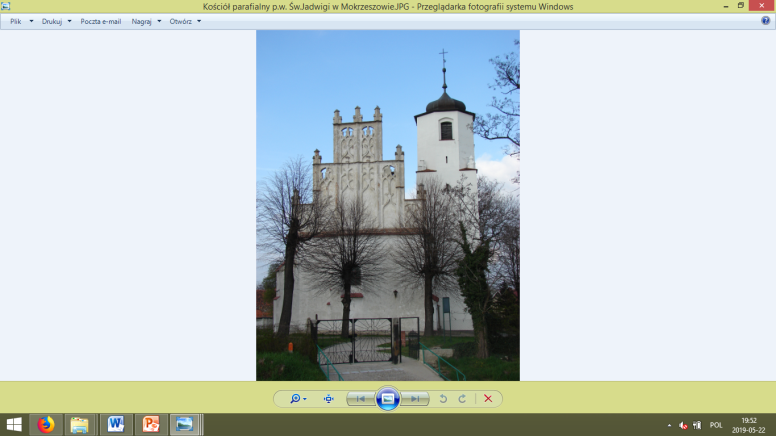 Kościół parafialny p.w. Św.Jadwigi w Mokrzeszowie.JPG - Przeglądarka fotografii systemu Windows
Plik Drukuj Poczta e-mail Nagraj Otwórz
POL
19:52
2019-05-22